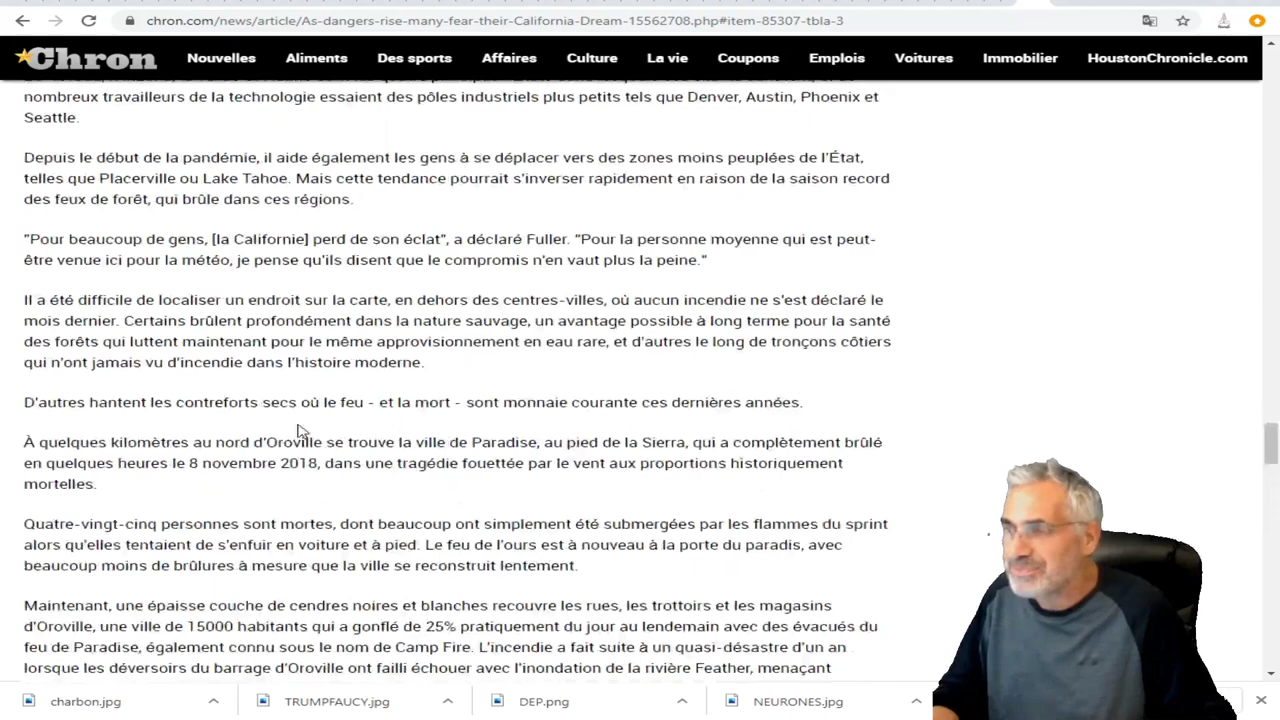 chron.com/news/article/As-dangers-rise-many-fear-their-California-Dream-15562708.php#item-85307-tbla-3
Chron Nouvelles Aliments Des sports Affaires Culture La vie Coupons Emplois Voitures Immobilier HoustonChronicle.com
nombreux travailleurs de la technologie essaient des pôles industriels plus petits tels que Denver, Austin, Phoenix et
Seattle.
Depuis le début de la pandémie, il aide également les gens à se déplacer vers des zones moins peuplées de l'État,
telles que Placerville ou Lake Tahoe. Mais cette tendance pourrait s'inverser rapidement en raison de la saison record
des feux de forêt, qui brûle dans ces régions.
"Pour beaucoup de gens, [la Californie] perd de son éclat", a déclaré Fuller. "Pour la personne moyenne qui est peut-
être venue ici pour la météo, je pense qu'ils disent que le compromis n'en vaut plus la peine."
Il a été difficile de localiser un endroit sur la carte, en dehors des centres-villes, où aucun incendie ne s'est déclaré le
mois dernier. Certains brûlent profondément dans la nature sauvage, un avantage possible à long terme pour la santé
des forêts qui luttent maintenant pour le même approvisionnement en eau rare, et d'autres le long de tronçons côtiers
qui n'ont jamais vu d'incendie dans l'histoire moderne.
D'autres hantent les contreforts secs où le feu - et la mort - sont monnaie courante ces dernières années.
À quelques kilomètres au nord d'Oroville se trouve la ville de Paradise, au pied de la Sierra, qui a complètement brûlé
en quelques heures le 8 novembre 2018, dans une tragédie fouettée par le vent aux proportions historiquement
mortelles.
Quatre-vingt-cinq personnes sont mortes, dont beaucoup ont simplement été submergées par les flammes du sprint
alors qu'elles tentaient de s'enfuir en voiture et à pied. Le feu de l'ours est à nouveau à la porte du paradis, avec
beaucoup moins de brûlures à mesure que la ville se reconstruit lentement.
Maintenant, une épaisse couche de cendres noires et blanches recouvre les rues, les trottoirs et les magasins
d'Oroville, une ville de 15000 habitants qui a gonflé de 25% pratiquement du jour au lendemain avec des évacués du
feu de Paradise, également connu sous le nom de Camp Fire. L'incendie a fait suite à un quasi-désastre d'un an
lorsque les déversoirs du barrage d'Oroville ont failli échouer avec l'inondation de la rivière Feather, menaçant
charbon.jpg TRUMPFAUCY.jpg DEP.png NEURONES.jpg